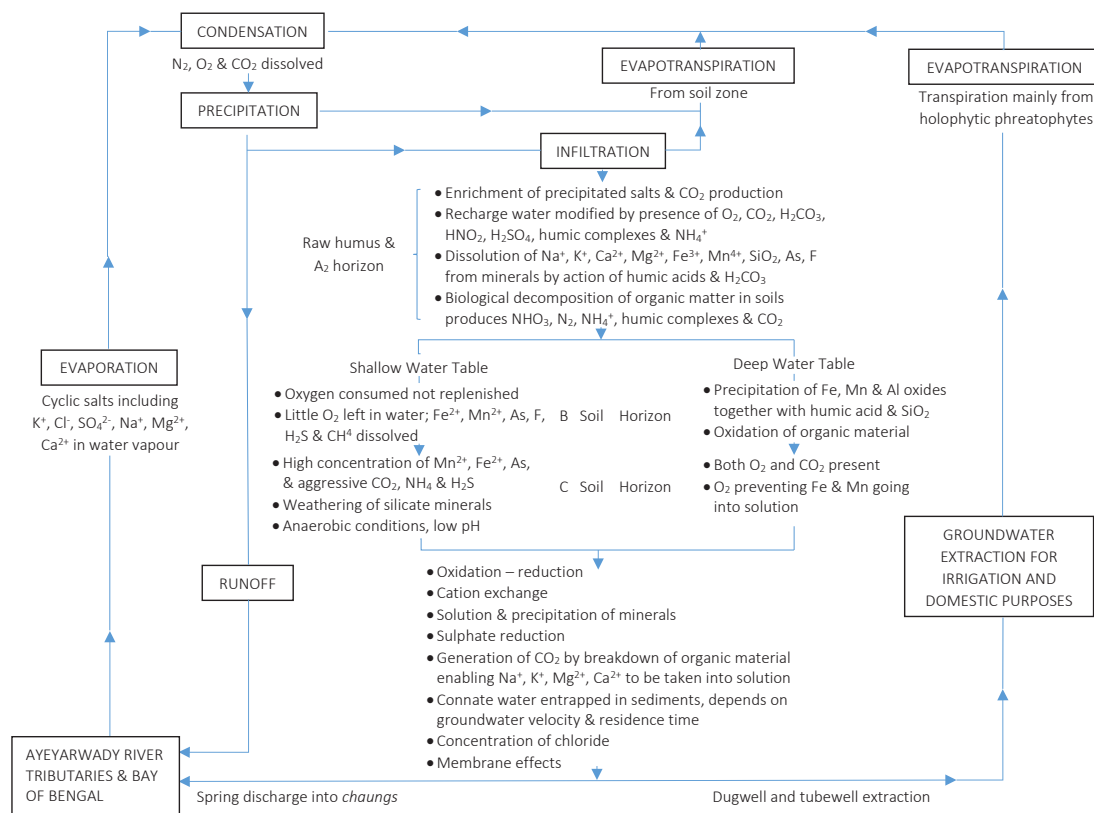 CONDENSATION
N₂, O₂ & CO₂ dissolved
PRECIPITATION
EVAPOTRANSPIRATION
From soil zone
EVAPOTRANSPIRATION
Transpiration mainly from
holophytic phreatophytes
INFILTRATION
Raw humus &
A₂ horizon
• Enrichment of precipitated salts & CO₂ production
• Recharge water modified by presence of O₂, CO₂, H₂CO₃,
HNO₂, H₂SO₄, humic complexes & NH₄⁺
• Dissolution of Na⁺, K⁺, Ca²⁺, Mg²⁺, Fe³⁺, Mn⁴⁺, SiO₂, As, F
from minerals by action of humic acids & H₂CO₃
• Biological decomposition of organic matter in soils
produces NHO₃, N₂, NH₄⁺, humic complexes & CO₂
EVAPORATION
Cyclic salts including
K⁺, Cl⁻, SO₄²⁻, Na⁺, Mg²⁺,
Ca²⁺ in water vapour
Shallow Water Table
• Oxygen consumed not replenished
• Little O₂ left in water; Fe²⁺, Mn²⁺, As, F,
H₂S & CH⁴ dissolved
• High concentration of Mn²⁺, Fe²⁺, As,
& aggressive CO₂, NH₄ & H₂S
• Weathering of silicate minerals
• Anaerobic conditions, low pH
B Soil Horizon
C Soil Horizon
Deep Water Table
• Precipitation of Fe, Mn & Al oxides
together with humic acid & SiO₂
• Oxidation of organic material
• Both O₂ and CO₂ present
• O₂ preventing Fe & Mn going
into solution
RUNOFF
GROUNDWATER
EXTRACTION FOR
IRRIGATION AND
DOMESTIC PURPOSES
• Oxidation – reduction
• Cation exchange
• Solution & precipitation of minerals
• Sulphate reduction
• Generation of CO₂ by breakdown of organic material
enabling Na⁺, K⁺, Mg²⁺, Ca²⁺ to be taken into solution
• Connate water entrapped in sediments, depends on
groundwater velocity & residence time
• Concentration of chloride
• Membrane effects
AYEYARWADY RIVER
TRIBUTARIES & BAY
OF BENGAL
Spring discharge into chaungs
Dugwell and tubewell extraction